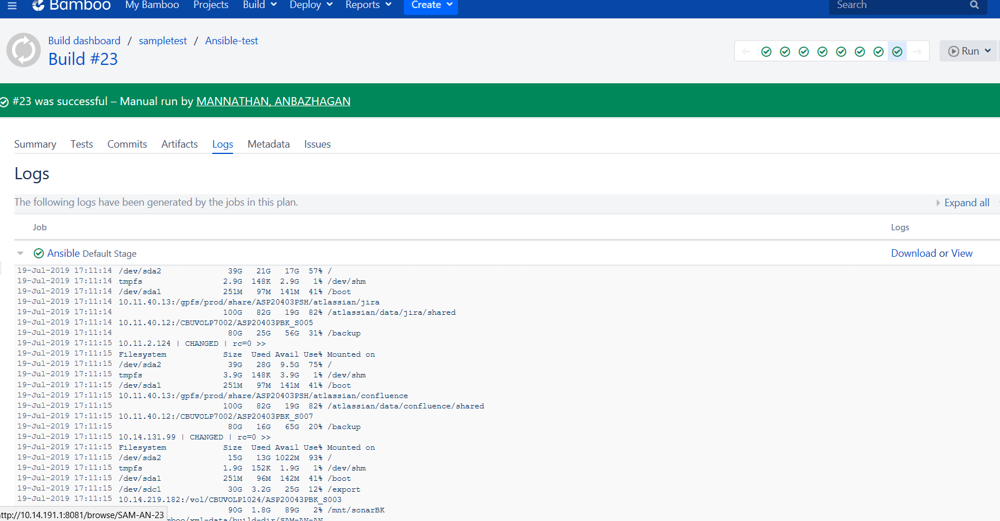 Bamboo My Bamboo Projects Build Deploy Reports Create Search
Build dashboard / sampletest / Ansible-test
Build #23
Run
#23 was successful – Manual run by MANNATHAN, ANBAZHAGAN
Summary Tests Commits Artifacts Logs Metadata Issues
Logs
The following logs have been generated by the jobs in this plan. Expand all
Job Logs
Ansible Default Stage Download or View
19-Jul-2019 17:11:14 /dev/sda2 39G 21G 17G 57% /
19-Jul-2019 17:11:14 tmpfs 2.9G 148K 2.9G 1% /dev/shm
19-Jul-2019 17:11:14 /dev/sda1 251M 97M 141M 41% /boot
19-Jul-2019 17:11:14 10.11.40.13:/gpfs/prod/share/ASP20403PSH/atlassian/jira
19-Jul-2019 17:11:14 100G 82G 19G 82% /atlassian/data/jira/shared
19-Jul-2019 17:11:14 10.11.40.12:/CBUVOLP7002/ASP20403PBK_S005
19-Jul-2019 17:11:14 80G 25G 56G 31% /backup
19-Jul-2019 17:11:15 10.11.2.124 | CHANGED | rc=0 >>
19-Jul-2019 17:11:15 Filesystem Size Used Avail Use% Mounted on
19-Jul-2019 17:11:15 /dev/sda2 39G 28G 9.5G 75% /
19-Jul-2019 17:11:15 tmpfs 3.9G 148K 3.9G 1% /dev/shm
19-Jul-2019 17:11:15 /dev/sda1 251M 97M 141M 41% /boot
19-Jul-2019 17:11:15 10.11.40.13:/gpfs/prod/share/ASP20403PSH/atlassian/confluence
19-Jul-2019 17:11:15 100G 82G 19G 82% /atlassian/data/confluence/shared
19-Jul-2019 17:11:15 10.11.40.12:/CBUVOLP7002/ASP20403PBK_S007
19-Jul-2019 17:11:15 80G 16G 65G 20% /backup
19-Jul-2019 17:11:15 10.14.131.99 | CHANGED | rc=0 >>
19-Jul-2019 17:11:15 Filesystem Size Used Avail Use% Mounted on
19-Jul-2019 17:11:15 /dev/sda2 15G 13G 1022M 93% /
19-Jul-2019 17:11:15 tmpfs 1.9G 152K 1.9G 1% /dev/shm
19-Jul-2019 17:11:15 /dev/sda1 251M 96M 142M 41% /boot
19-Jul-2019 17:11:15 /dev/sdc1 30G 3.2G 25G 12% /export
19-Jul-2019 17:11:15 10.14.219.182:/vol/CBUVOLP1024/ASP20043PBK_S003
90G 1.8G 89G 2% /mnt/sonarBK
ttp://10.14.191.1:8081/browse/SAM-AN-23
mboo/xml-data/build-dir/SAM-AN-AN